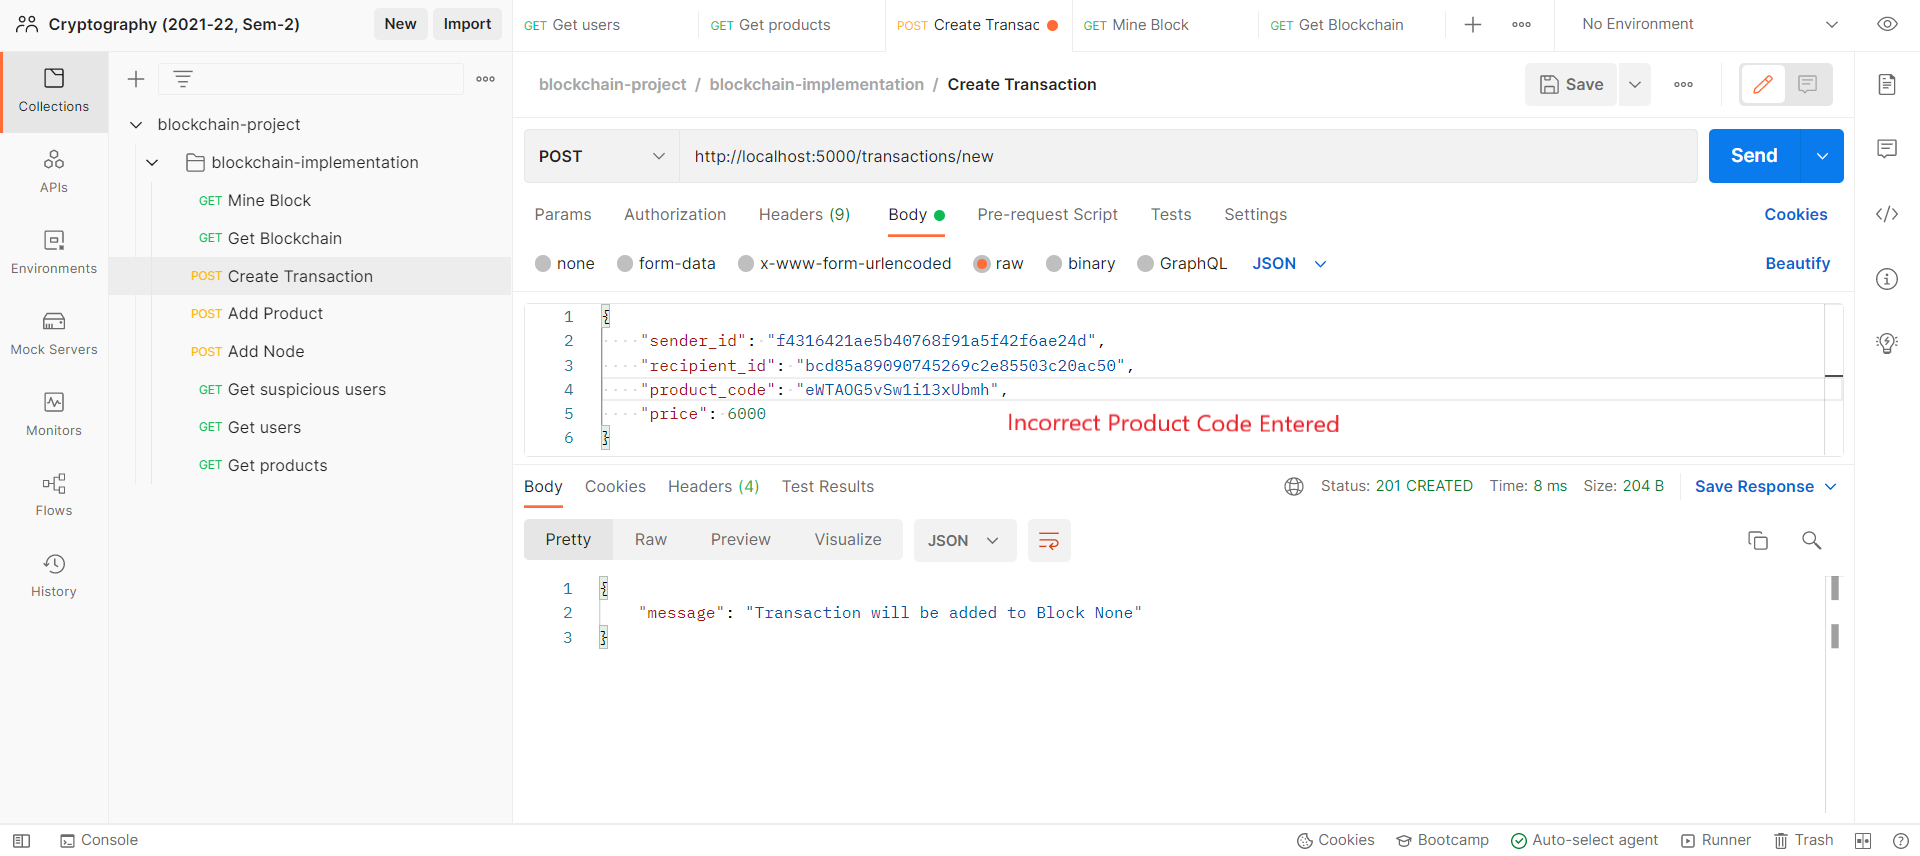 Cryptography (2021-22, Sem-2)
New
Import
GET Get users
GET Get products
POST Create Transac
GET Mine Block
GET Get Blockchain
No Environment
Collections
APIs
Environments
Mock Servers
Monitors
Flows
History
blockchain-project
blockchain-implementation
GET Mine Block
GET Get Blockchain
POST Create Transaction
POST Add Product
POST Add Node
GET Get suspicious users
GET Get users
GET Get products
blockchain-project / blockchain-implementation / Create Transaction
Save
POST
http://localhost:5000/transactions/new
Send
Params Authorization Headers (9) Body Pre-request Script Tests Settings
Cookies
none form-data x-www-form-urlencoded raw binary GraphQL JSON
Beautify
1 {
2 "sender_id": "f4316421ae5b40768f91a5f42f6ae24d",
3 "recipient_id": "bcd85a89090745269c2e85503c20ac50",
4 "product_code": "eWTAOG5vSw1i13xUbmh",
5 "price": 6000
6 }
Incorrect Product Code Entered
Body Cookies Headers (4) Test Results
Status: 201 CREATED Time: 8 ms Size: 204 B
Save Response
Pretty Raw Preview Visualize JSON
1 {
2 "message": "Transaction will be added to Block None"
3 }
Console
Cookies
Bootcamp
Auto-select agent
Runner
Trash